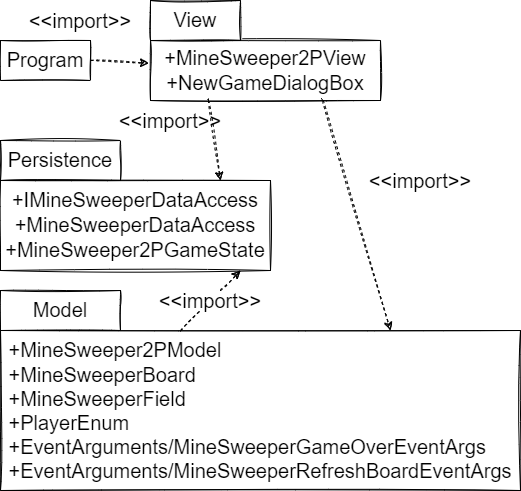 <<import>>
View
Program
+MineSweeper2PView
+NewGameDialogBox
<<import>>
Persistence
+IMineSweeperDataAccess
+MineSweeperDataAccess
+MineSweeper2PGameState
<<import>>
<<import>>
Model
+MineSweeper2PModel
+MineSweeperBoard
+MineSweeperField
+PlayerEnum
+EventArguments/MineSweeperGameOverEventArgs
+EventArguments/MineSweeperRefreshBoardEventArgs